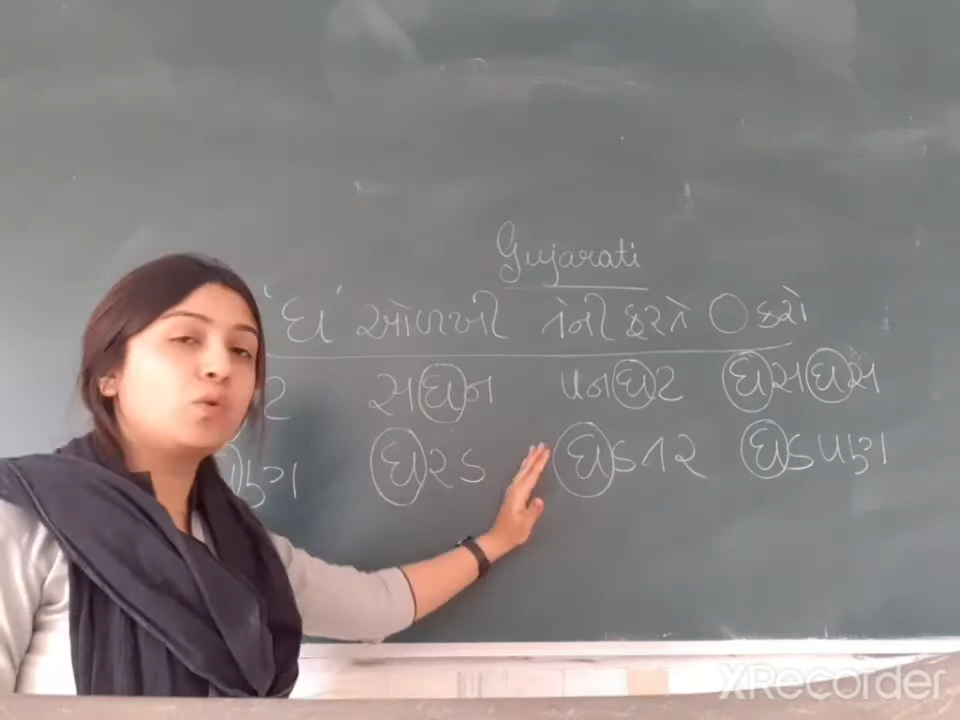 Gujarati
'ઘ' ઓળખી તેની ફરતે ○ કરો
સઘન પનઘટ ઘસઘસ
ઘરડ ઘડતર ઘડપણ
XRecorder